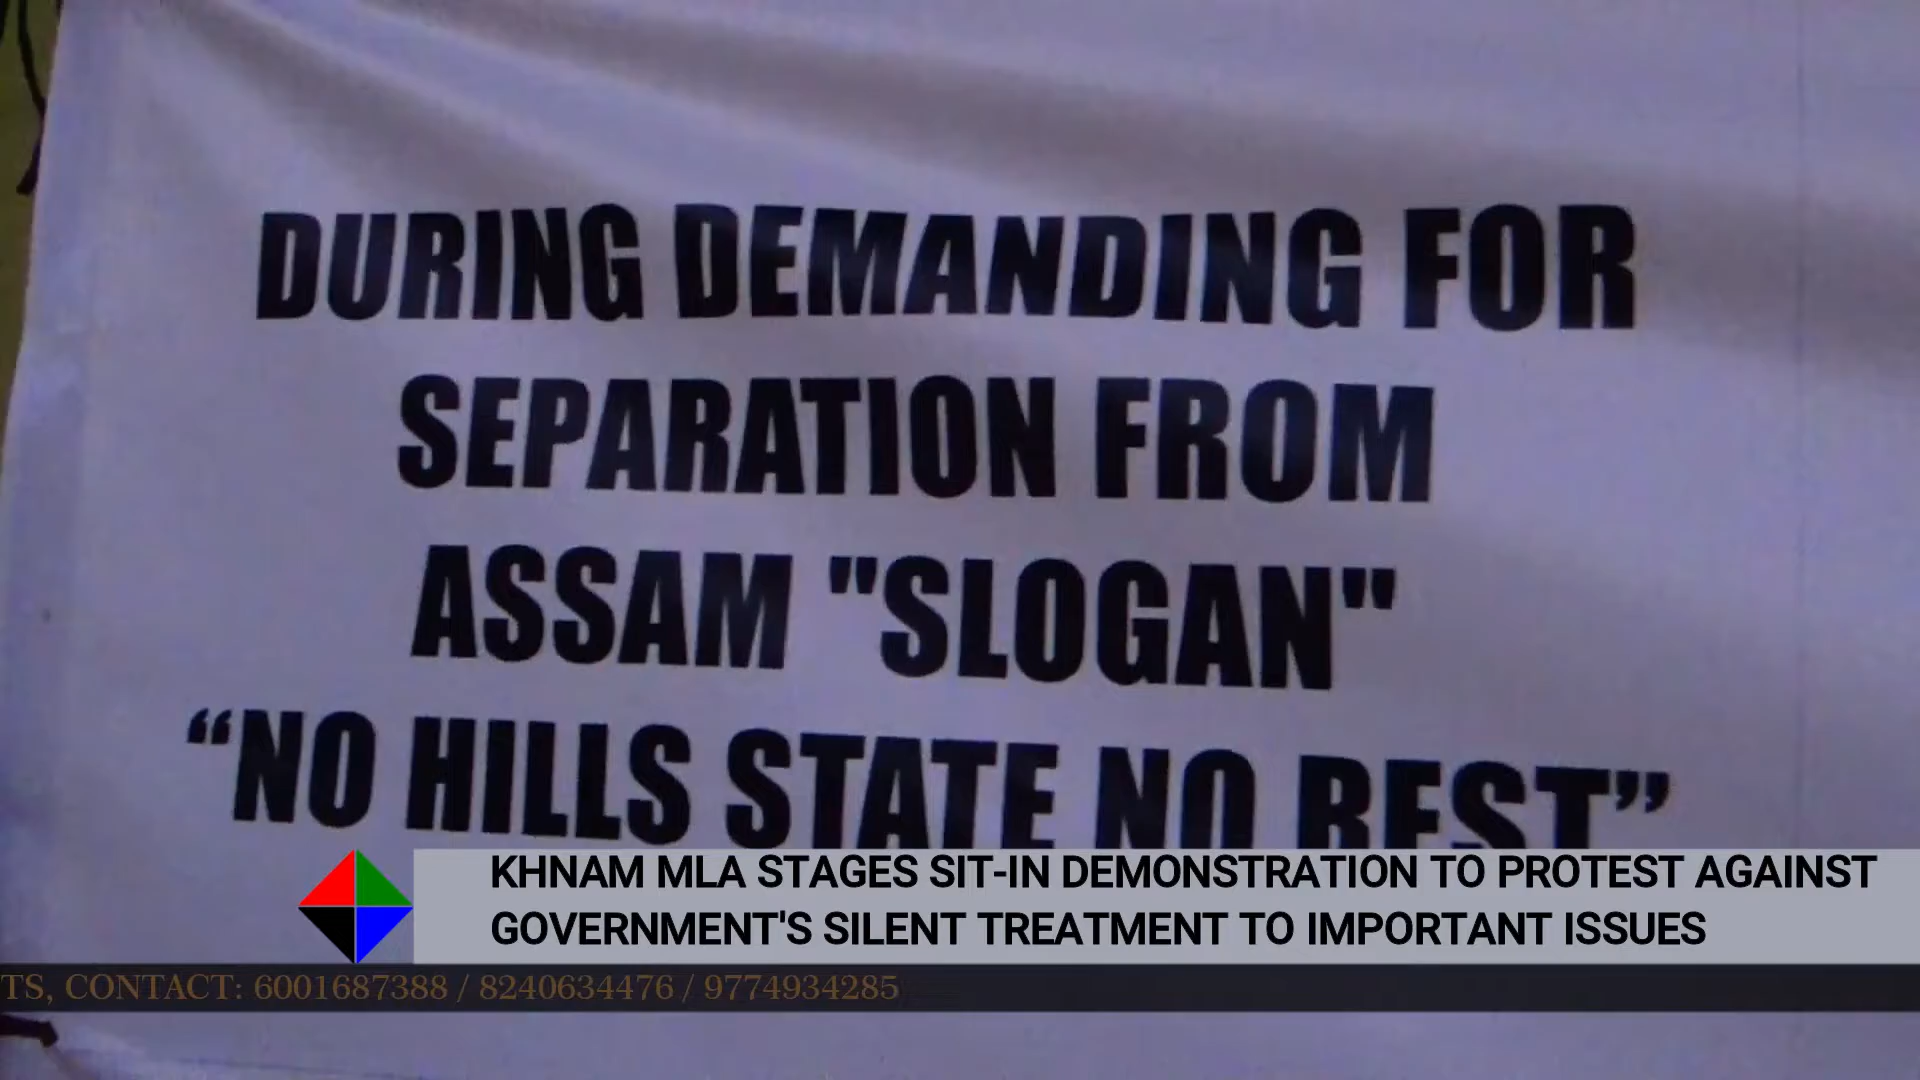 DURING DEMANDING FOR
SEPARATION FROM
ASSAM "SLOGAN"
“NO HILLS STATE NO REST”
KHNAM MLA STAGES SIT-IN DEMONSTRATION TO PROTEST AGAINST
GOVERNMENT'S SILENT TREATMENT TO IMPORTANT ISSUES
TS, CONTACT: 6001687388 / 8240634476 / 9774934285